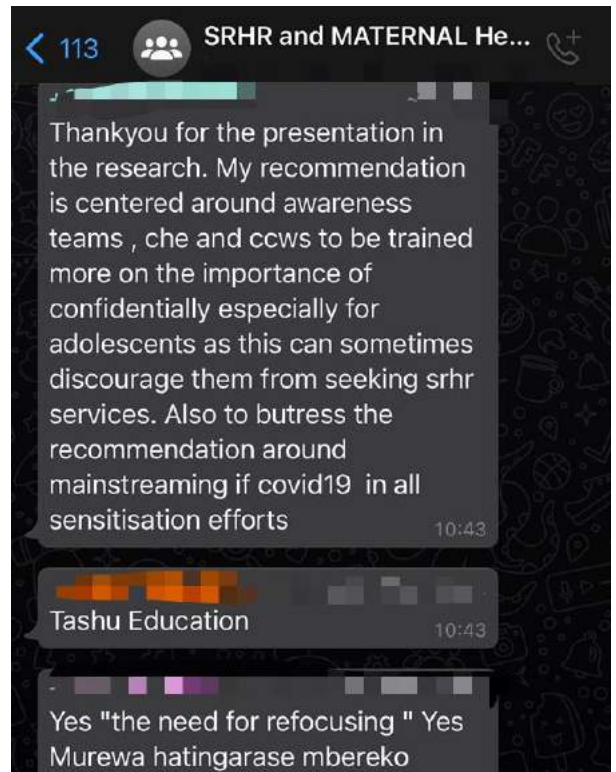 113
SRHR and MATERNAL He...
Thankyou for the presentation in
the research. My recommendation
is centered around awareness
teams , che and ccws to be trained
more on the importance of
confidentially especially for
adolescents as this can sometimes
discourage them from seeking srhr
services. Also to butress the
recommendation around
mainstreaming if covid19  in all
sensitisation efforts
10:43
Tashu Education
10:43
Yes "the need for refocusing " Yes
Murewa hatingarase mbereko